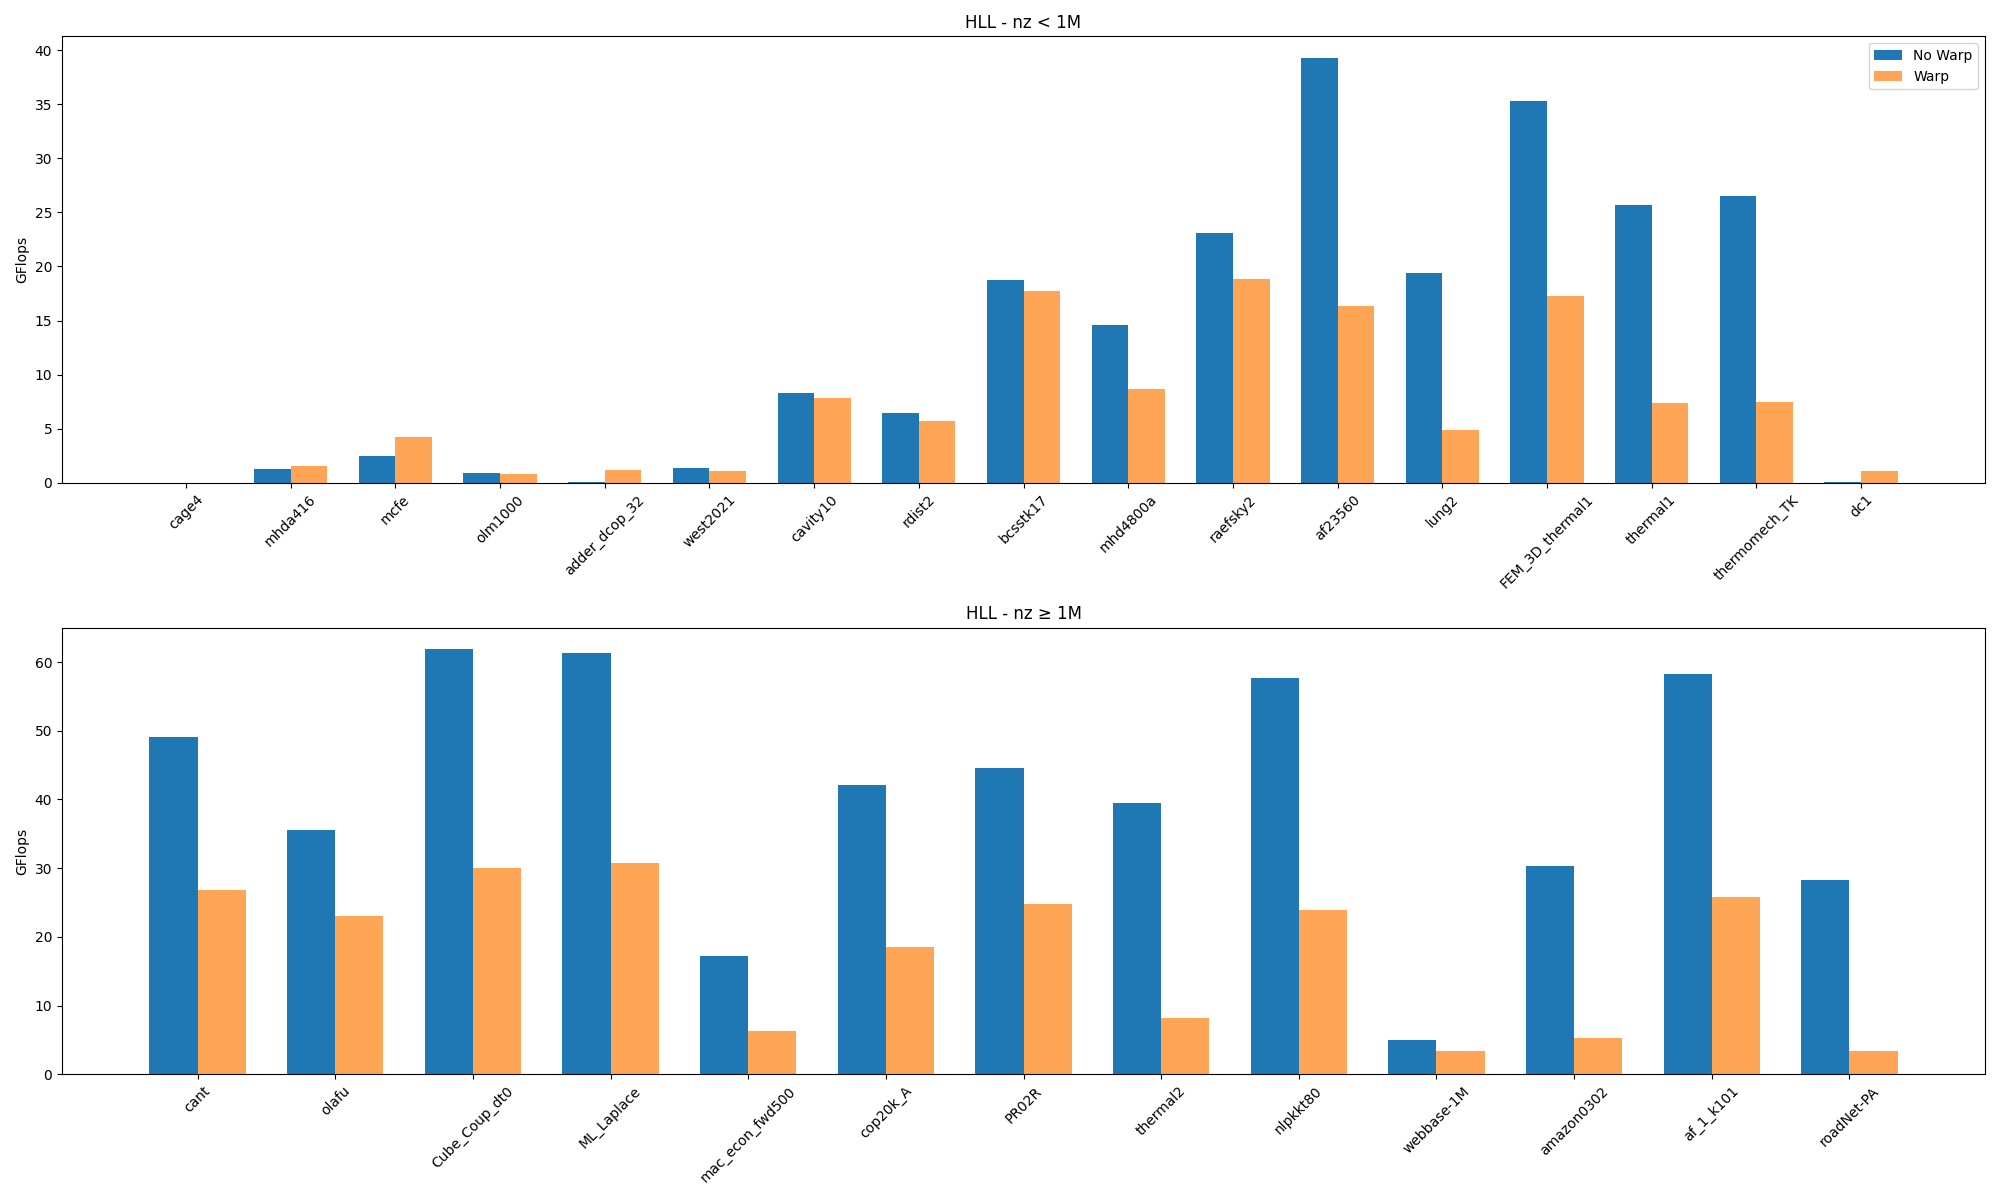 HLL - nz < 1M
GFlops
40
35
30
25
20
15
10
5
0
No Warp
Warp
cage4
mhda416
mcfe
olm1000
adder_dcop_32
west2021
cavity10
rdist2
bcsstk17
mhd4800a
raefsky2
af23560
lung2
FEM_3D_thermal1
thermal1
thermomech_TK
dc1
HLL - nz ≥ 1M
GFlops
60
50
40
30
20
10
0
cant
olafu
Cube_Coup_dt0
ML_Laplace
mac_econ_fwd500
cop20k_A
PR02R
thermal2
nlpkkt80
webbase-1M
amazon0302
af_1_k101
roadNet-PA